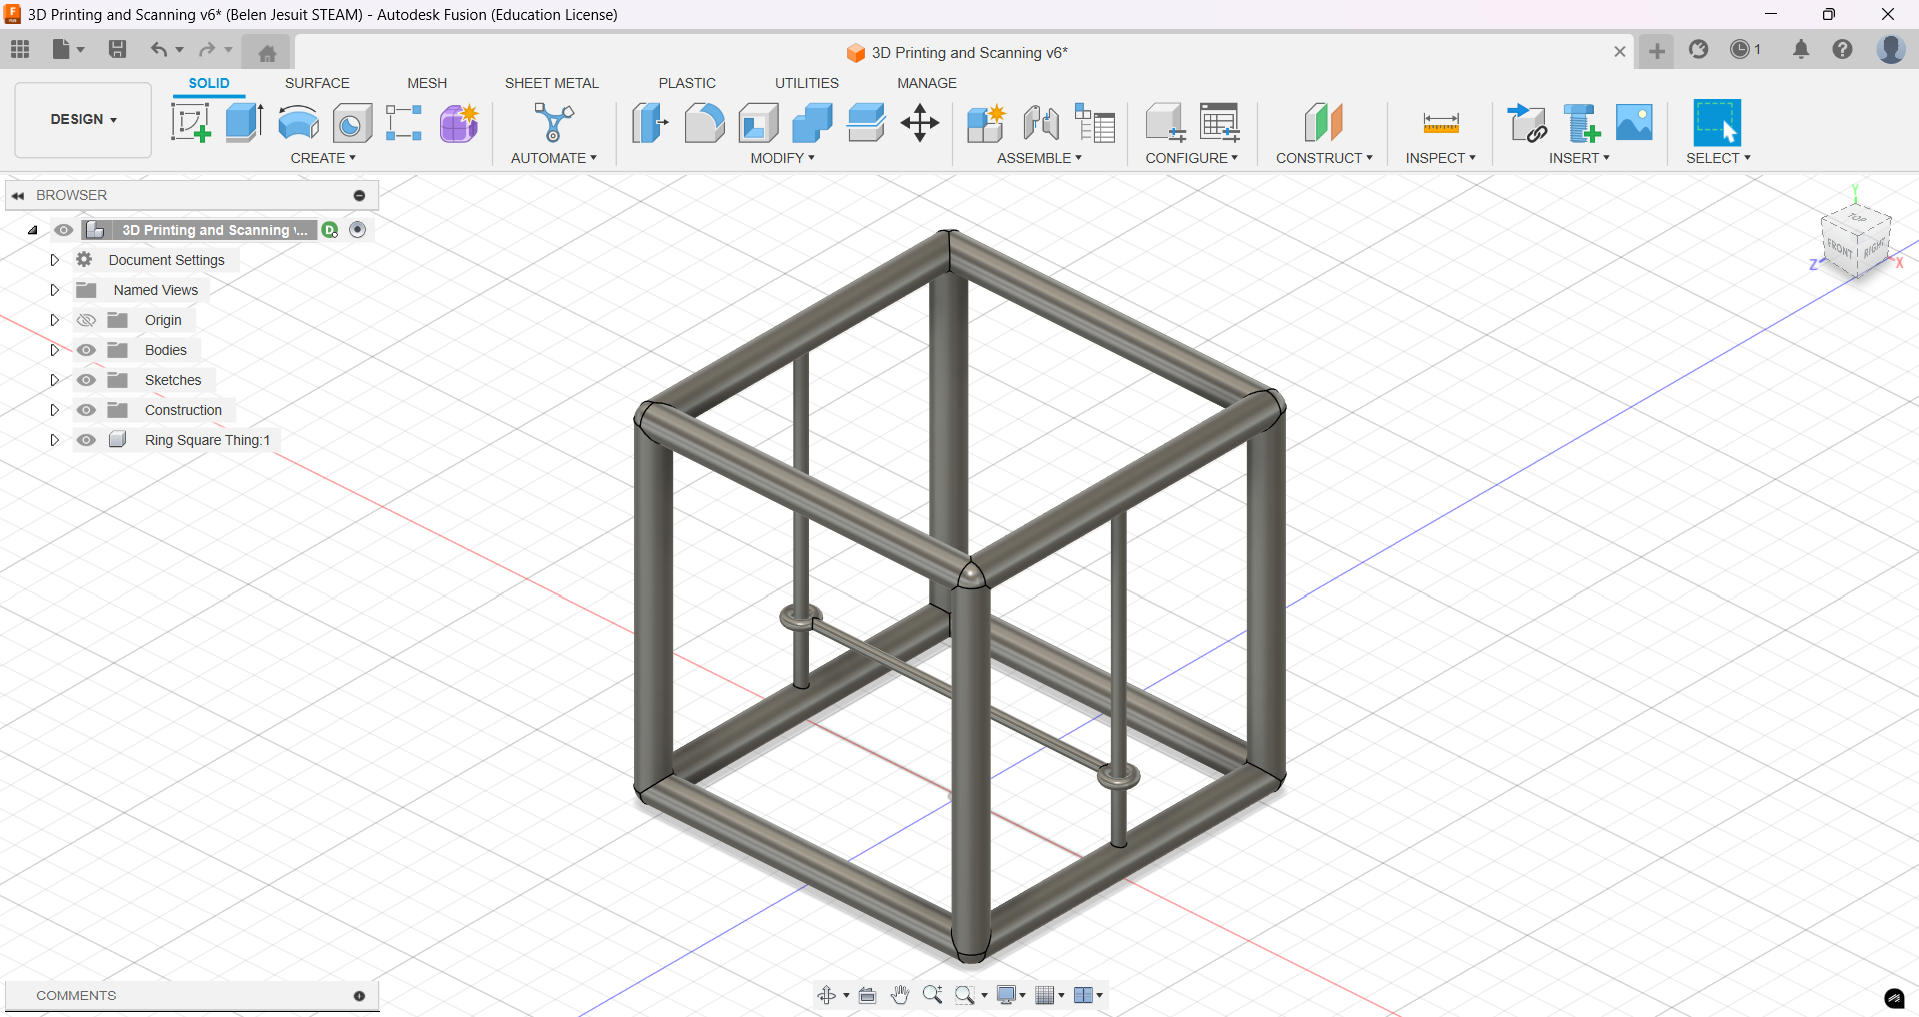 3D Printing and Scanning v6* (Belen Jesuit STEAM) - Autodesk Fusion (Education License)
3D Printing and Scanning v6*
1
DESIGN
SOLID SURFACE MESH SHEET METAL PLASTIC UTILITIES MANAGE
CREATE AUTOMATE MODIFY ASSEMBLE CONFIGURE CONSTRUCT INSPECT INSERT SELECT
BROWSER
3D Printing and Scanning v... D
Document Settings
Named Views
Origin
Bodies
Sketches
Construction
Ring Square Thing:1
Y
TOP
FRONT RIGHT
Z X
COMMENTS